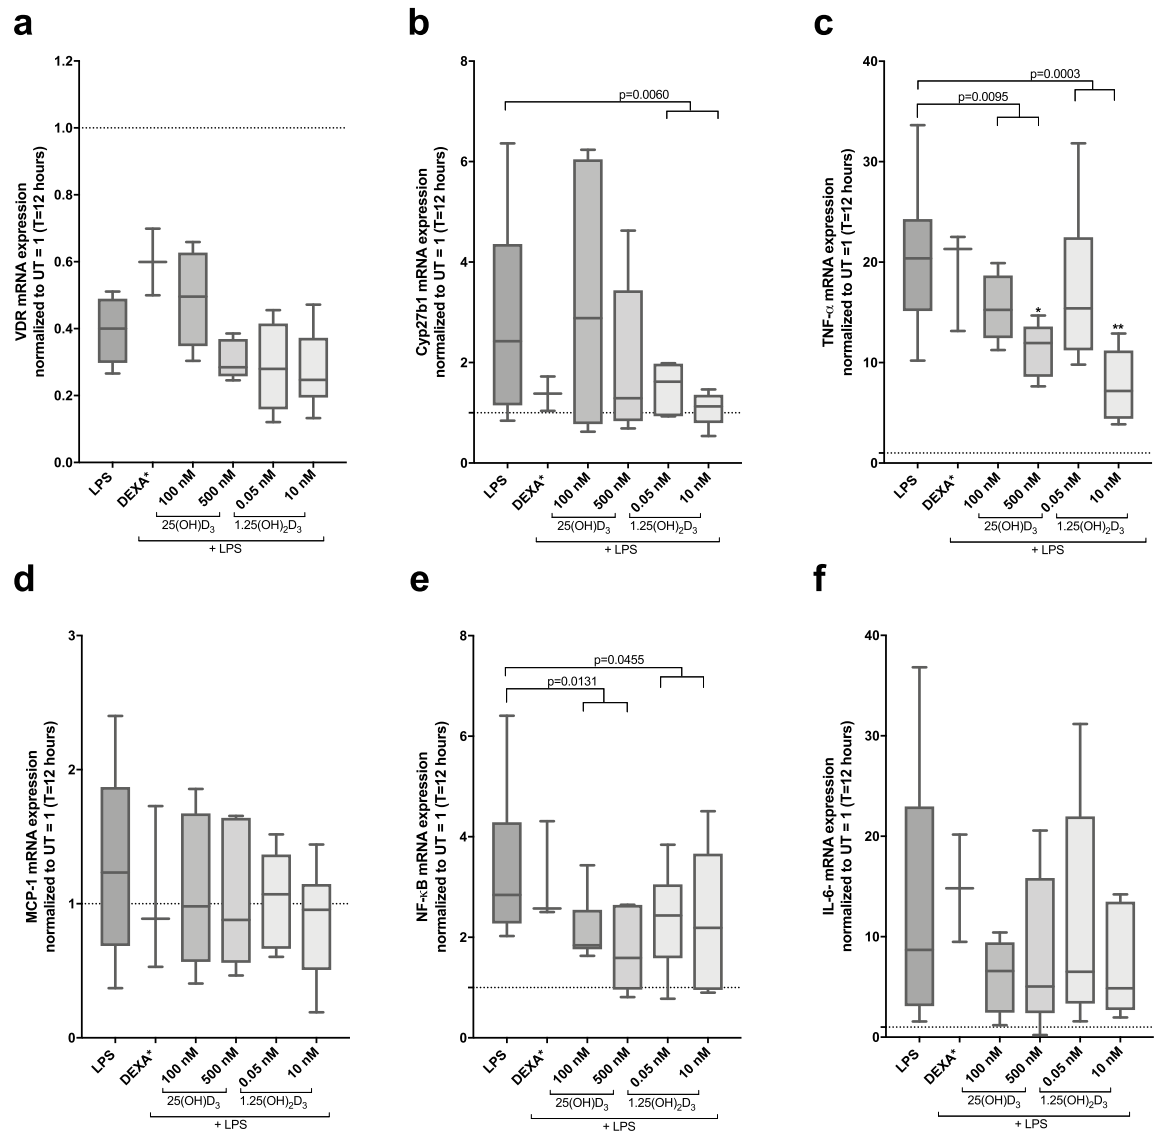 a
VDR mRNA expression
normalized to UT = 1 (T=12 hours)
1.2
1.0
0.8
0.6
0.4
0.2
0.0
LPS
DEXA*
100 nM
500 nM
0.05 nM
10 nM
25(OH)D3
1.25(OH)2D3
+ LPS
b
Cyp27b1 mRNA expression
normalized to UT = 1 (T=12 hours)
8
6
4
2
0
p=0.0060
LPS
DEXA*
100 nM
500 nM
0.05 nM
10 nM
25(OH)D3
1.25(OH)2D3
+ LPS
c
TNF-α mRNA expression
normalized to UT =1 (T=12 hours)
40
30
20
10
0
p=0.0003
p=0.0095
*
**
LPS
DEXA*
100 nM
500 nM
0.05 nM
10 nM
25(OH)D3
1.25(OH)2D3
+ LPS
d
MCP-1 mRNA expression
normalized to UT = 1 (T=12 hours)
3
2
1
0
LPS
DEXA*
100 nM
500 nM
0.05 nM
10 nM
25(OH)D3
1.25(OH)2D3
+ LPS
e
NF-κB mRNA expression
normalized to UT = 1 (T=12 hours)
8
6
4
2
0
p=0.0455
p=0.0131
LPS
DEXA*
100 nM
500 nM
0.05 nM
10 nM
25(OH)D3
1.25(OH)2D3
+ LPS
f
IL-6- mRNA expression
normalized to UT = 1 (T=12 hours)
40
30
20
10
0
LPS
DEXA*
100 nM
500 nM
0.05 nM
10 nM
25(OH)D3
1.25(OH)2D3
+ LPS